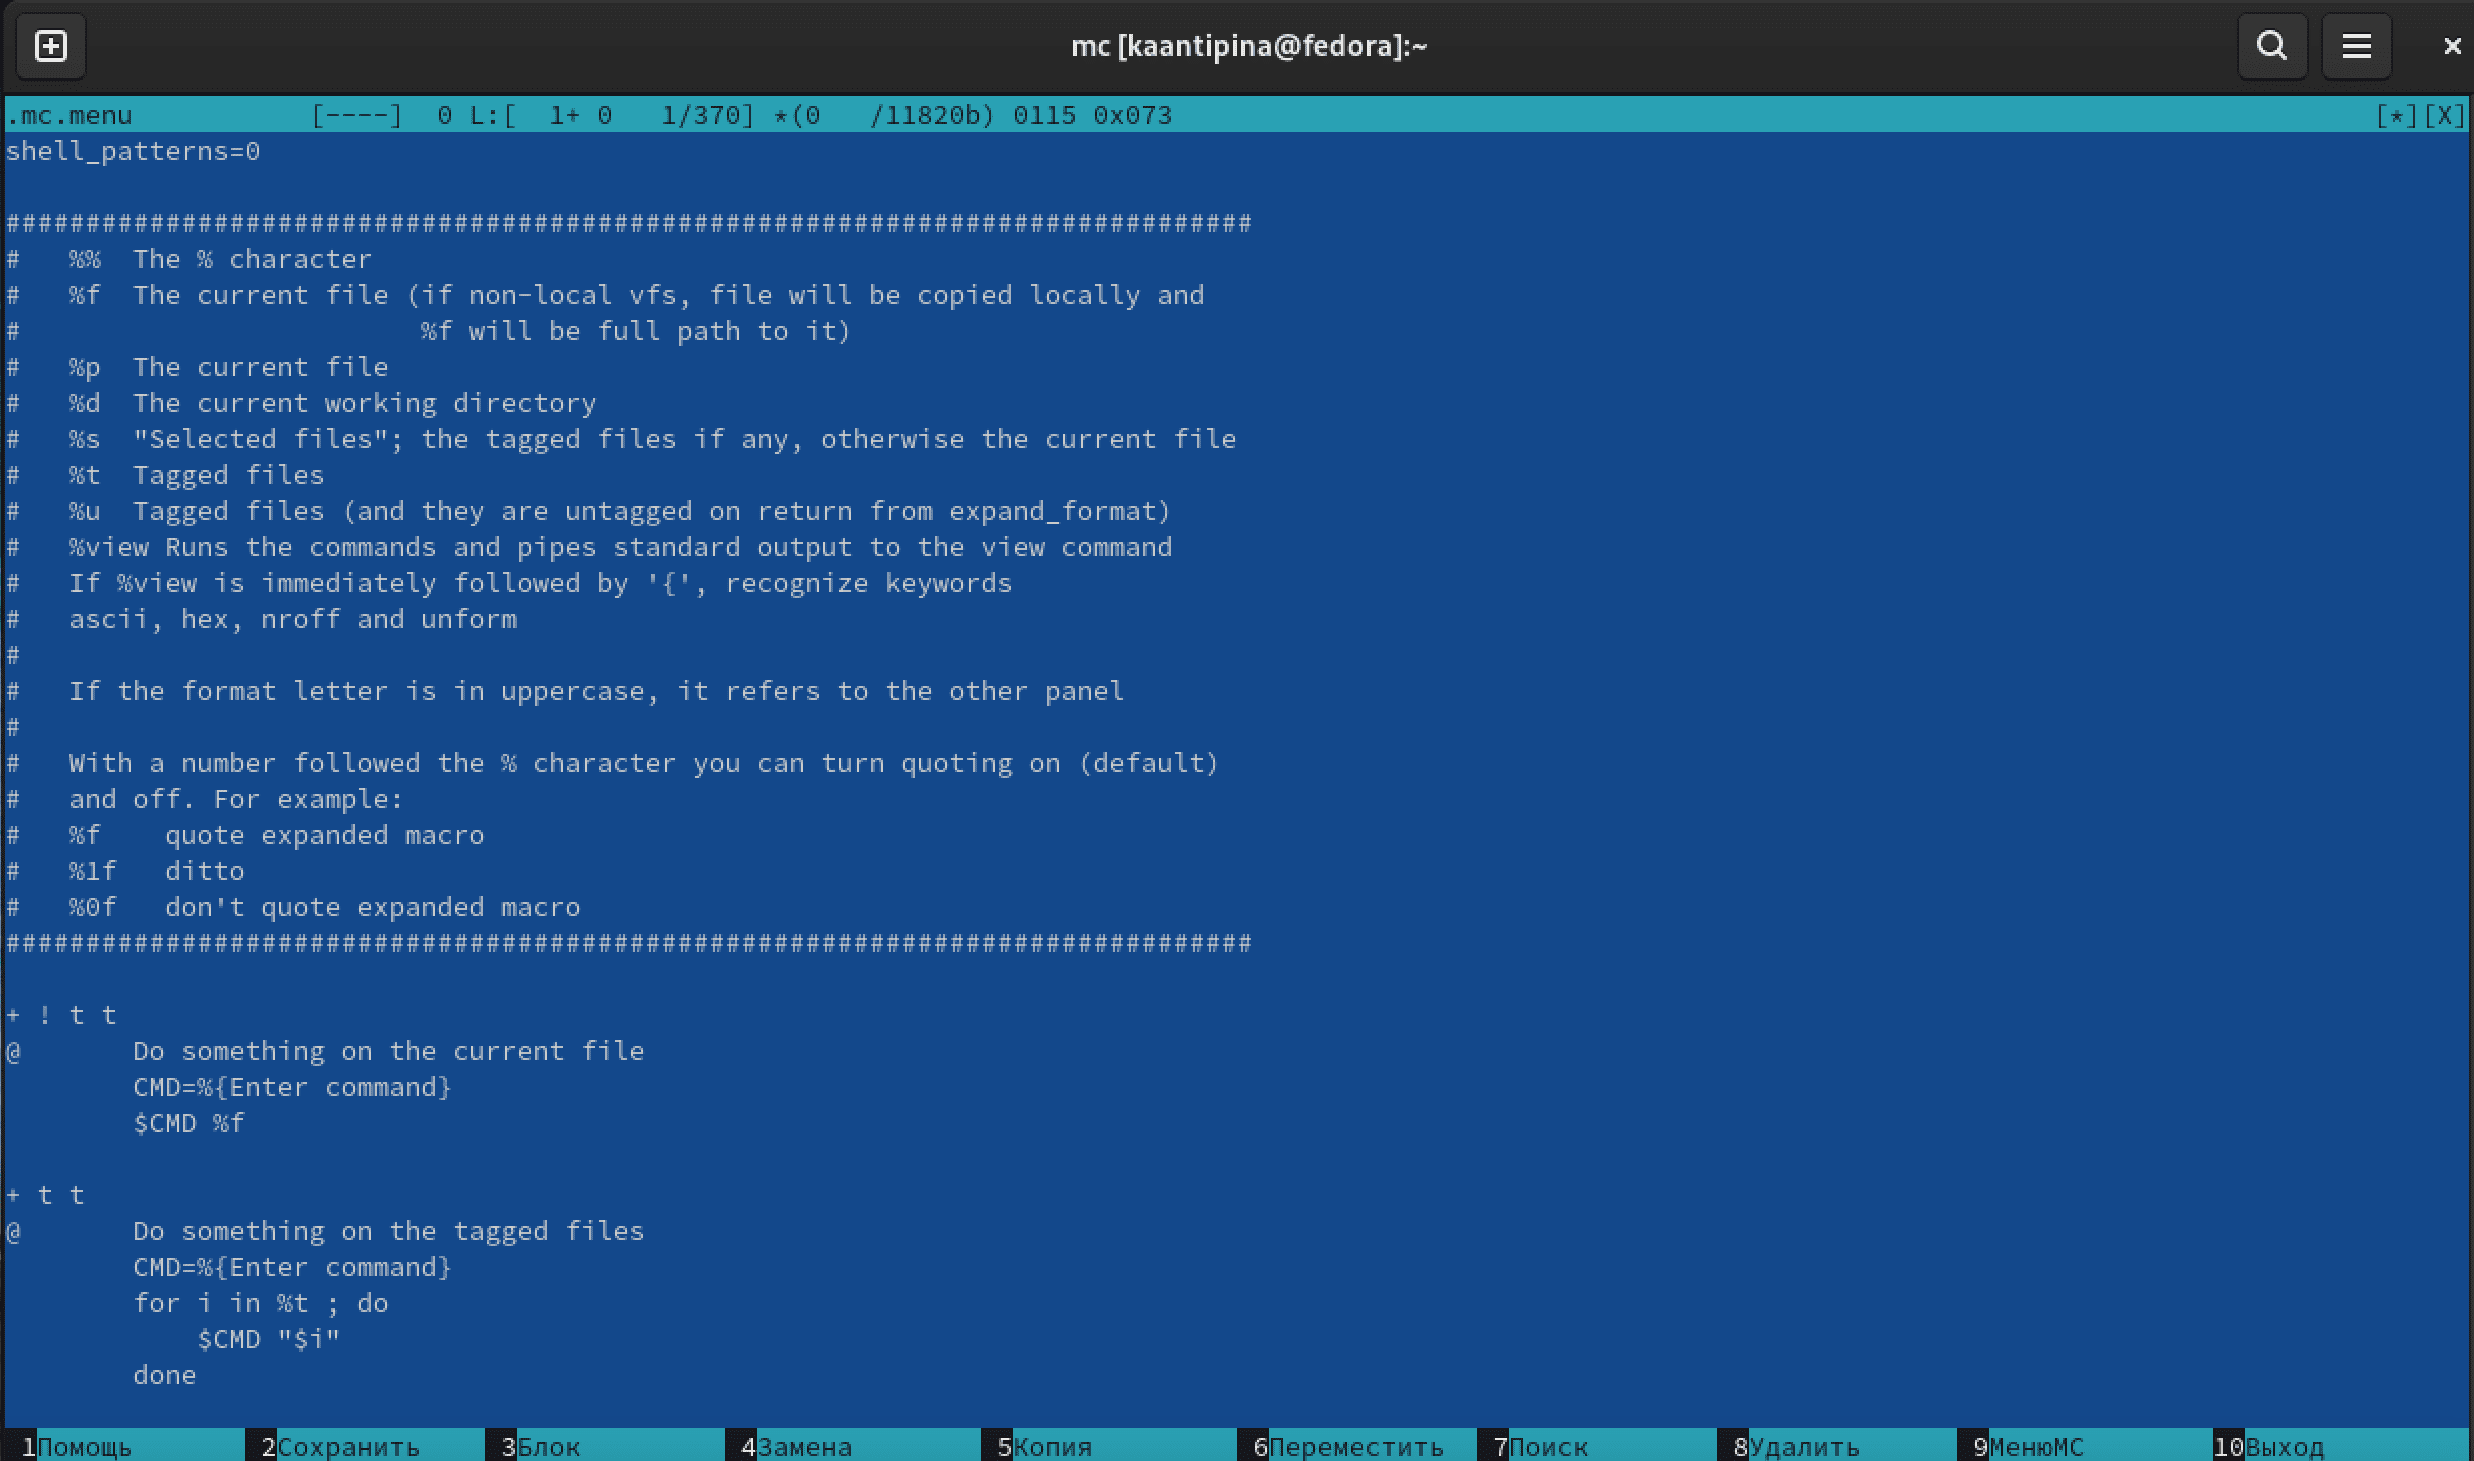 mc [kaantipina@fedora]:~
×
.mc.menu [----] 0 L:[ 1+ 0 1/370] *(0 /11820b) 0115 0x073 [*][X]
shell_patterns=0
##############################################################################
# %% The % character
# %f The current file (if non-local vfs, file will be copied locally and
# %f will be full path to it)
# %p The current file
# %d The current working directory
# %s "Selected files"; the tagged files if any, otherwise the current file
# %t Tagged files
# %u Tagged files (and they are untagged on return from expand_format)
# %view Runs the commands and pipes standard output to the view command
# If %view is immediately followed by '{', recognize keywords
# ascii, hex, nroff and unform
#
# If the format letter is in uppercase, it refers to the other panel
#
# With a number followed the % character you can turn quoting on (default)
# and off. For example:
# %f quote expanded macro
# %1f ditto
# %0f don't quote expanded macro
##############################################################################
+ ! t t
@ Do something on the current file
CMD=%{Enter command}
$CMD %f
+ t t
@ Do something on the tagged files
CMD=%{Enter command}
for i in %t ; do
$CMD "$i"
done
1Помощь 2Сохранить 3Блок 4Замена 5Копия 6Переместить 7Поиск 8Удалить 9МенюMC 10Выход